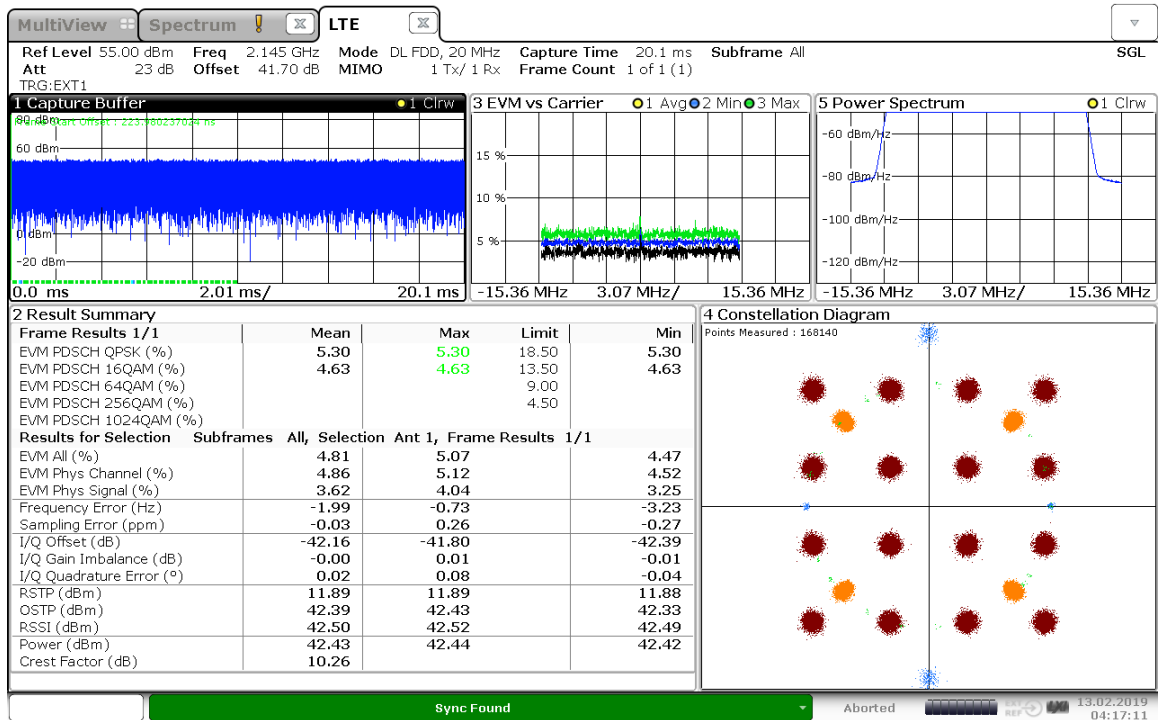 MultiView Spectrum LTE
Ref Level 55.00 dBm Freq 2.145 GHz Mode DL FDD, 20 MHz Capture Time 20.1 ms Subframe All SGL
Att 23 dB Offset 41.70 dB MIMO 1 Tx/ 1 Rx Frame Count 1 of 1 (1)
TRG:EXT1
1 Capture Buffer 1 Clrw
80 dBm
Frame Start Offset : 223.980237024 ns
60 dBm
0 dBm
-20 dBm
0.0 ms 2.01 ms/ 20.1 ms
3 EVM vs Carrier 1 Avg 2 Min 3 Max
15 %
10 %
5 %
-15.36 MHz 3.07 MHz/ 15.36 MHz
5 Power Spectrum 1 Clrw
-60 dBm/Hz
-80 dBm/Hz
-100 dBm/Hz
-120 dBm/Hz
-15.36 MHz 3.07 MHz/ 15.36 MHz
2 Result Summary
Frame Results 1/1 Mean Max Limit Min
EVM PDSCH QPSK (%) 5.30 5.30 18.50 5.30
EVM PDSCH 16QAM (%) 4.63 4.63 13.50 4.63
EVM PDSCH 64QAM (%) 9.00
EVM PDSCH 256QAM (%) 4.50
EVM PDSCH 1024QAM (%)
Results for Selection Subframes All, Selection Ant 1, Frame Results 1/1
EVM All (%) 4.81 5.07 4.47
EVM Phys Channel (%) 4.86 5.12 4.52
EVM Phys Signal (%) 3.62 4.04 3.25
Frequency Error (Hz) -1.99 -0.73 -3.23
Sampling Error (ppm) -0.03 0.26 -0.27
I/Q Offset (dB) -42.16 -41.80 -42.39
I/Q Gain Imbalance (dB) -0.00 0.01 -0.01
I/Q Quadrature Error (°) 0.02 0.08 -0.04
RSTP (dBm) 11.89 11.89 11.88
OSTP (dBm) 42.39 42.43 42.33
RSSI (dBm) 42.50 42.52 42.49
Power (dBm) 42.43 42.44 42.42
Crest Factor (dB) 10.26
4 Constellation Diagram
Points Measured : 168140
Sync Found
Aborted
EXT
REF
13.02.2019
04:17:11